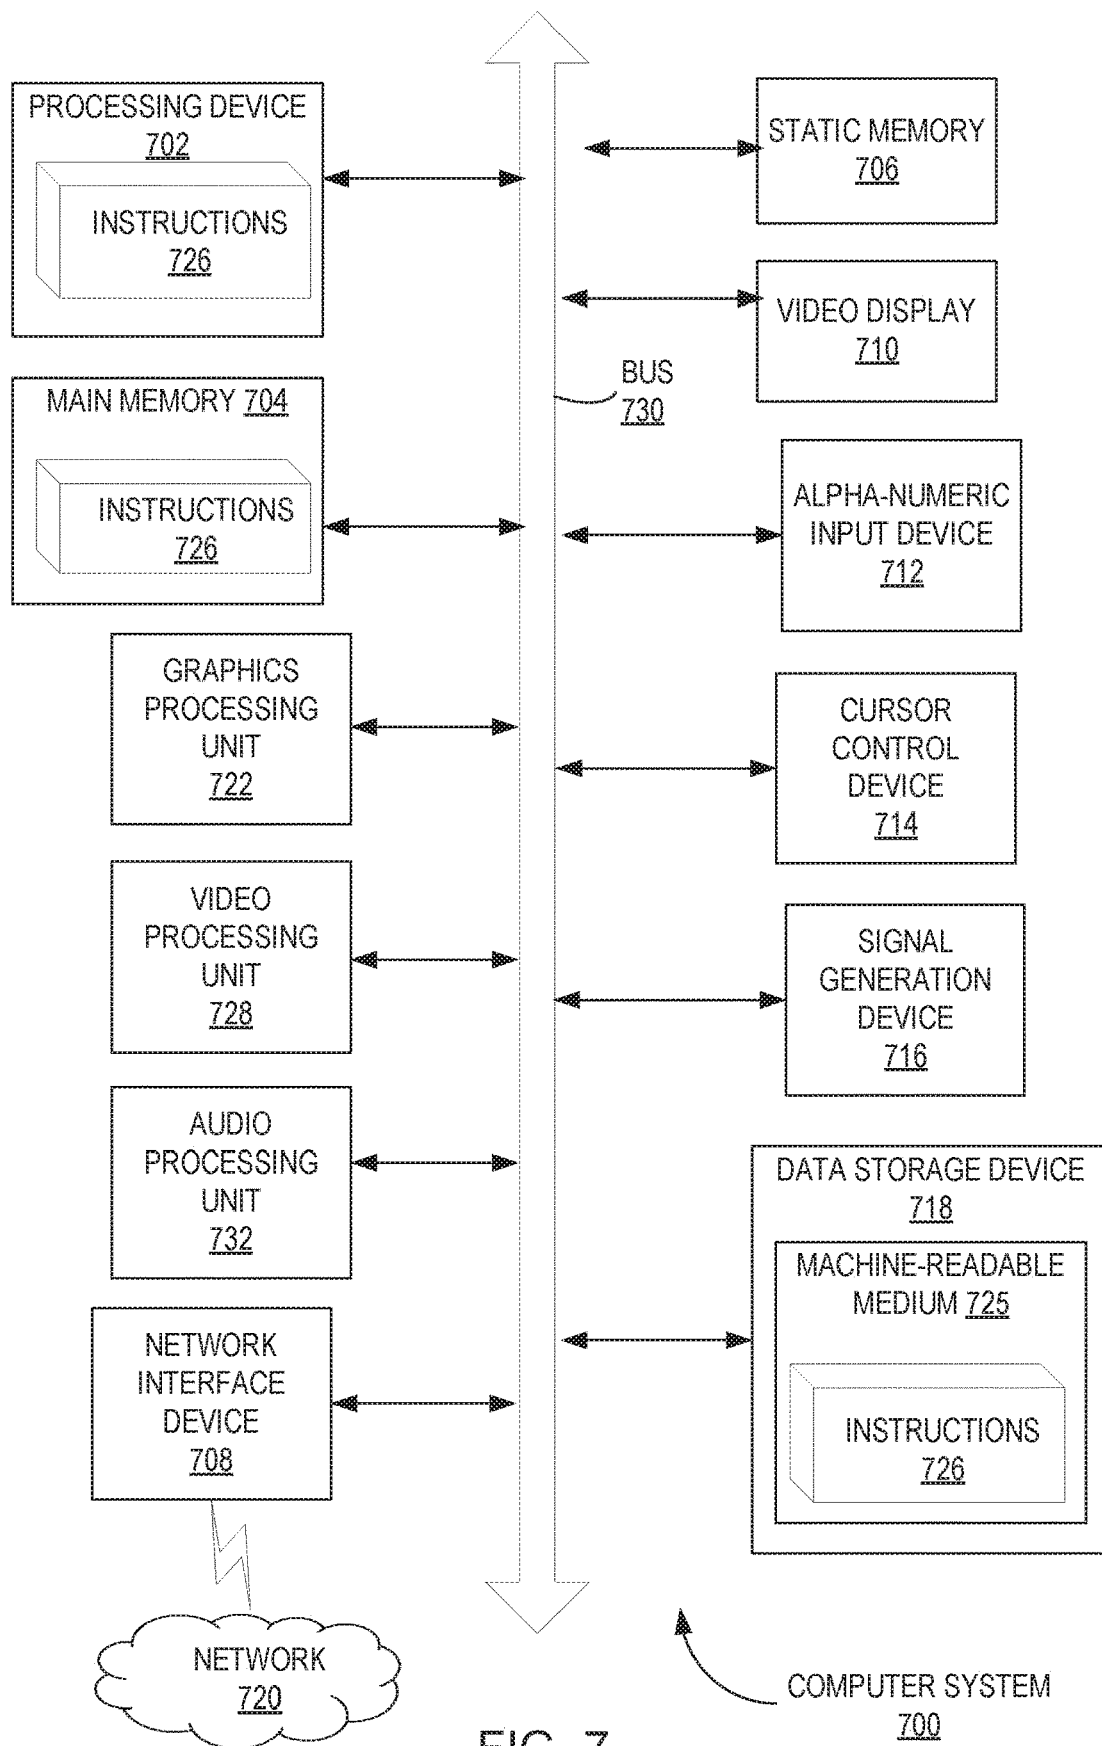 PROCESSING DEVICE
702
INSTRUCTIONS
726
MAIN MEMORY 704
INSTRUCTIONS
726
GRAPHICS
PROCESSING
UNIT
722
VIDEO
PROCESSING
UNIT
728
AUDIO
PROCESSING
UNIT
732
NETWORK
INTERFACE
DEVICE
708
NETWORK
720
BUS
730
STATIC MEMORY
706
VIDEO DISPLAY
710
ALPHA-NUMERIC
INPUT DEVICE
712
CURSOR
CONTROL
DEVICE
714
SIGNAL
GENERATION
DEVICE
716
DATA STORAGE DEVICE
718
MACHINE-READABLE
MEDIUM 725
INSTRUCTIONS
726
COMPUTER SYSTEM
700
FIG. 7